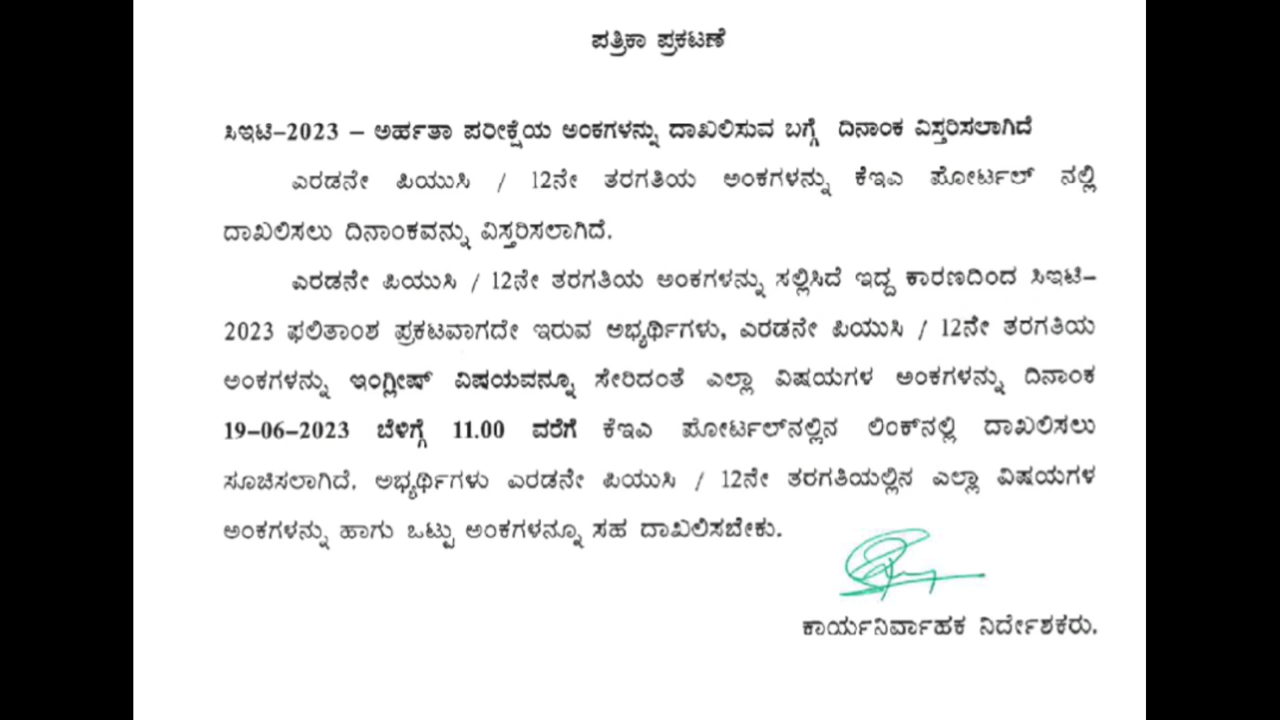 ಪತ್ರಿಕಾ ಪ್ರಕಟಣೆ
ಸಿಇಟಿ–2023 – ಅರ್ಹತಾ ಪರೀಕ್ಷೆಯ ಅಂಕಗಳನ್ನು ದಾಖಲಿಸುವ ಬಗ್ಗೆ ದಿನಾಂಕ ವಿಸ್ತರಿಸಲಾಗಿದೆ
ಎರಡನೇ ಪಿಯುಸಿ / 12ನೇ ತರಗತಿಯ ಅಂಕಗಳನ್ನು ಕೆಇಎ ಪೋರ್ಟಲ್ ನಲ್ಲಿ
ದಾಖಲಿಸಲು ದಿನಾಂಕವನ್ನು ವಿಸ್ತರಿಸಲಾಗಿದೆ.
ಎರಡನೇ ಪಿಯುಸಿ / 12ನೇ ತರಗತಿಯ ಅಂಕಗಳನ್ನು ಸಲ್ಲಿಸಿದೆ ಇದ್ದ ಕಾರಣದಿಂದ ಸಿಇಟಿ–
2023 ಫಲಿತಾಂಶ ಪ್ರಕಟವಾಗದೇ ಇರುವ ಅಭ್ಯರ್ಥಿಗಳು, ಎರಡನೇ ಪಿಯುಸಿ / 12ನೇ ತರಗತಿಯ
ಅಂಕಗಳನ್ನು ಇಂಗ್ಲೀಷ್ ವಿಷಯವನ್ನೂ ಸೇರಿದಂತೆ ಎಲ್ಲಾ ವಿಷಯಗಳ ಅಂಕಗಳನ್ನು ದಿನಾಂಕ
19–06–2023 ಬೆಳಿಗ್ಗೆ 11.00 ವರೆಗೆ ಕೆಇಎ ಪೋರ್ಟಲ್‌ನಲ್ಲಿನ ಲಿಂಕ್‌ನಲ್ಲಿ ದಾಖಲಿಸಲು
ಸೂಚಿಸಲಾಗಿದೆ. ಅಭ್ಯರ್ಥಿಗಳು ಎರಡನೇ ಪಿಯುಸಿ / 12ನೇ ತರಗತಿಯಲ್ಲಿನ ಎಲ್ಲಾ ವಿಷಯಗಳ
ಅಂಕಗಳನ್ನು ಹಾಗು ಒಟ್ಟು ಅಂಕಗಳನ್ನೂ ಸಹ ದಾಖಲಿಸಬೇಕು.
ಕಾರ್ಯನಿರ್ವಾಹಕ ನಿರ್ದೇಶಕರು.